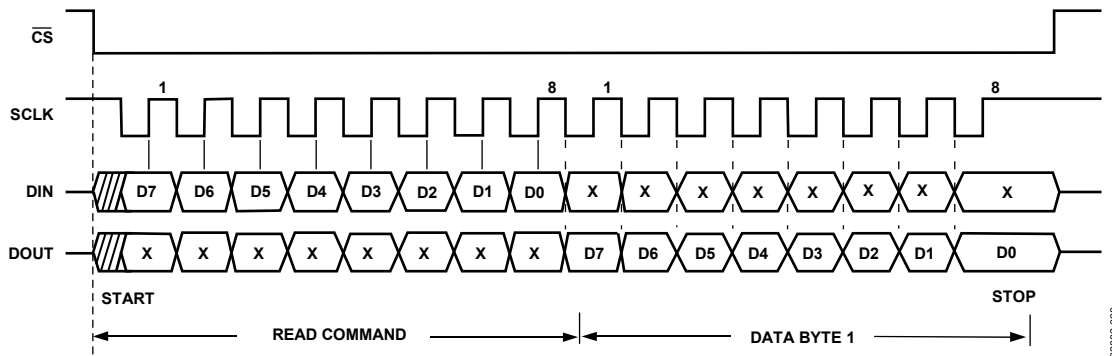 CS
1 8 1 8
SCLK
DIN D7 D6 D5 D4 D3 D2 D1 D0 X X X X X X X X
DOUT X X X X X X X X D7 D6 D5 D4 D3 D2 D1 D0
START STOP
READ COMMAND DATA BYTE 1